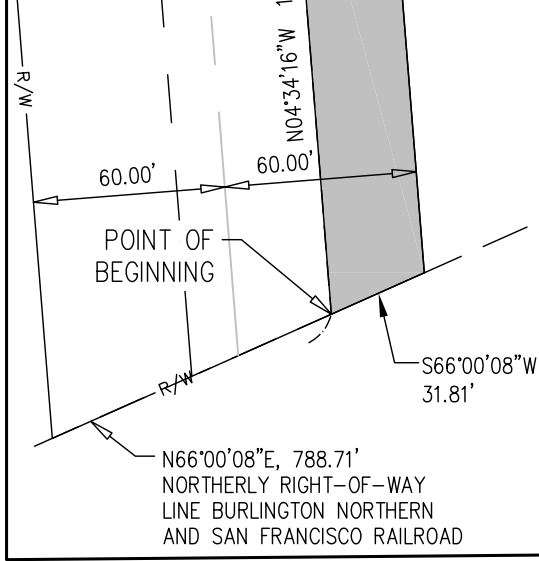 R/W
N04°34'16"W 1
60.00'
60.00'
POINT OF
BEGINNING
S66°00'08"W
31.81'
R/W
N66°00'08"E, 788.71'
NORTHERLY RIGHT-OF-WAY
LINE BURLINGTON NORTHERN
AND SAN FRANCISCO RAILROAD